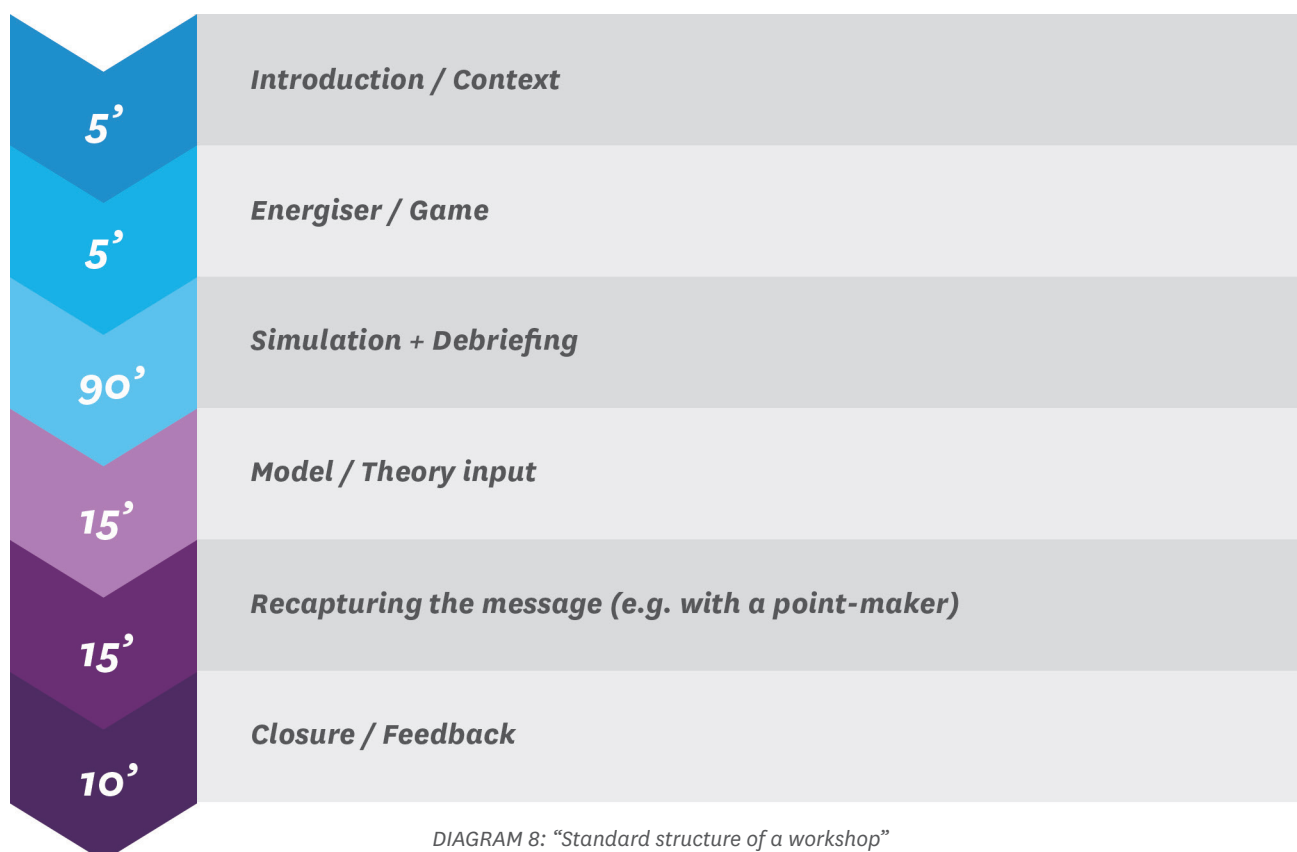 Introduction / Context
5’
Energiser / Game
5’
Simulation + Debriefing
90’
Model / Theory input
15’
Recapturing the message (e.g. with a point-maker)
15’
Closure / Feedback
10’
DIAGRAM 8: “Standard structure of a workshop”